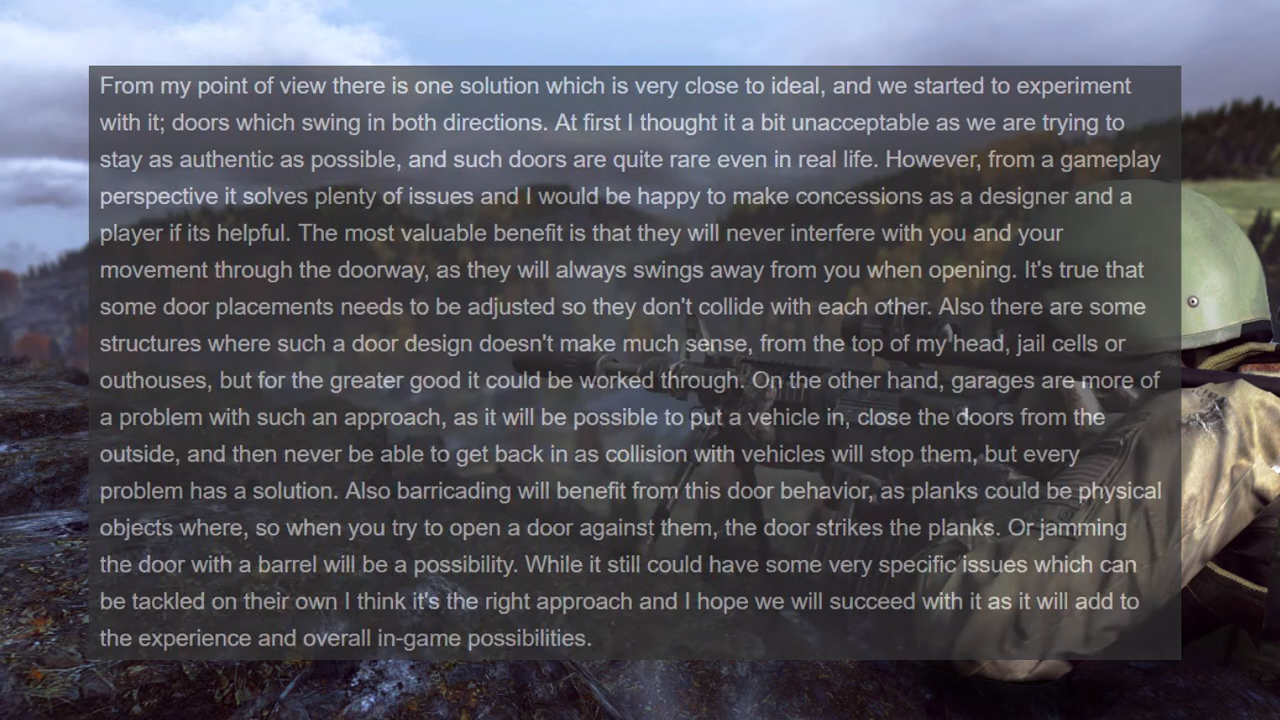 From my point of view there is one solution which is very close to ideal, and we started to experiment
with it; doors which swing in both directions. At first I thought it a bit unacceptable as we are trying to
stay as authentic as possible, and such doors are quite rare even in real life. However, from a gameplay
perspective it solves plenty of issues and I would be happy to make concessions as a designer and a
player if its helpful. The most valuable benefit is that they will never interfere with you and your
movement through the doorway, as they will always swings away from you when opening. It's true that
some door placements needs to be adjusted so they don't collide with each other. Also there are some
structures where such a door design doesn't make much sense, from the top of my head, jail cells or
outhouses, but for the greater good it could be worked through. On the other hand, garages are more of
a problem with such an approach, as it will be possible to put a vehicle in, close the doors from the
outside, and then never be able to get back in as collision with vehicles will stop them, but every
problem has a solution. Also barricading will benefit from this door behavior, as planks could be physical
objects where, so when you try to open a door against them, the door strikes the planks. Or jamming
the door with a barrel will be a possibility. While it still could have some very specific issues which can
be tackled on their own I think it's the right approach and I hope we will succeed with it as it will add to
the experience and overall in-game possibilities.